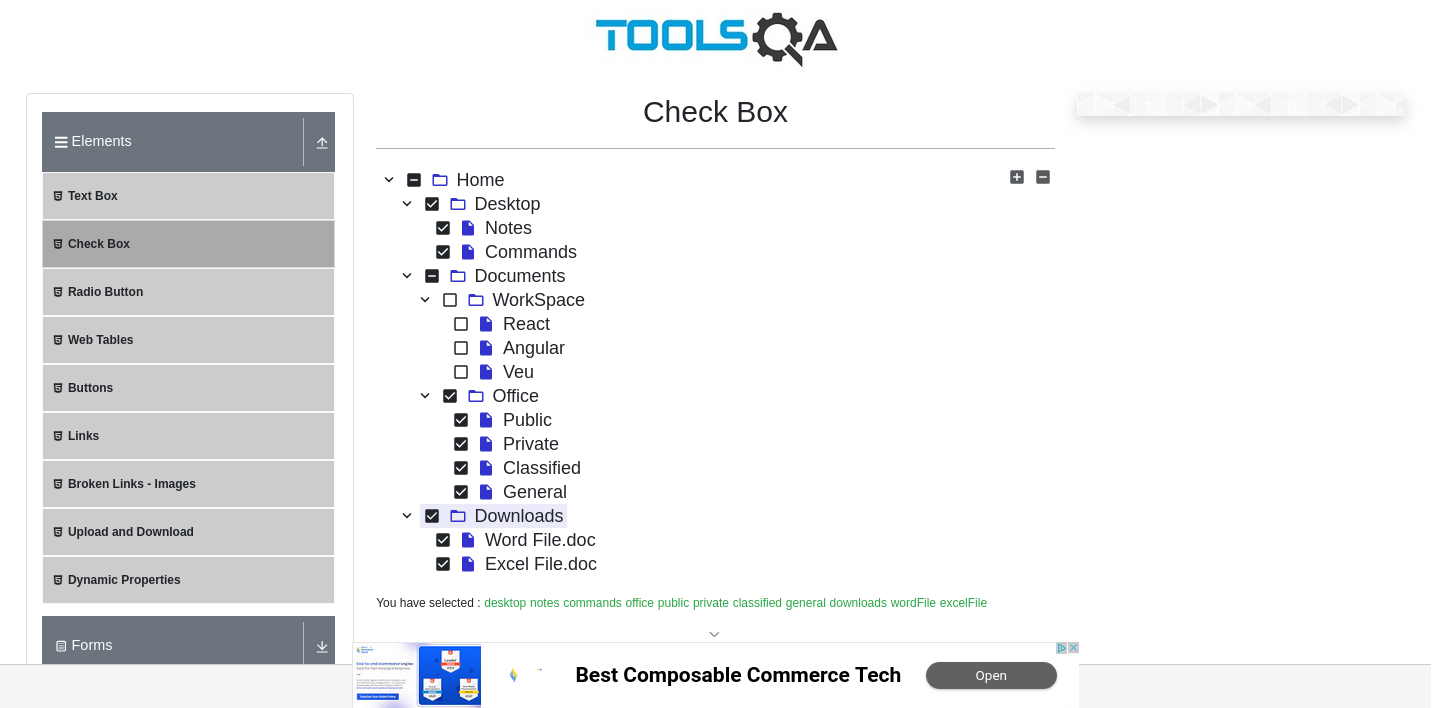 TOOLSQA
Elements
Text Box
Check Box
Radio Button
Web Tables
Buttons
Links
Broken Links - Images
Upload and Download
Dynamic Properties
Forms
Check Box
Home
Desktop
Notes
Commands
Documents
WorkSpace
React
Angular
Veu
Office
Public
Private
Classified
General
Downloads
Word File.doc
Excel File.doc
You have selected : desktop notes commands office public private classified general downloads wordFile excelFile
Best Composable Commerce Tech
Open